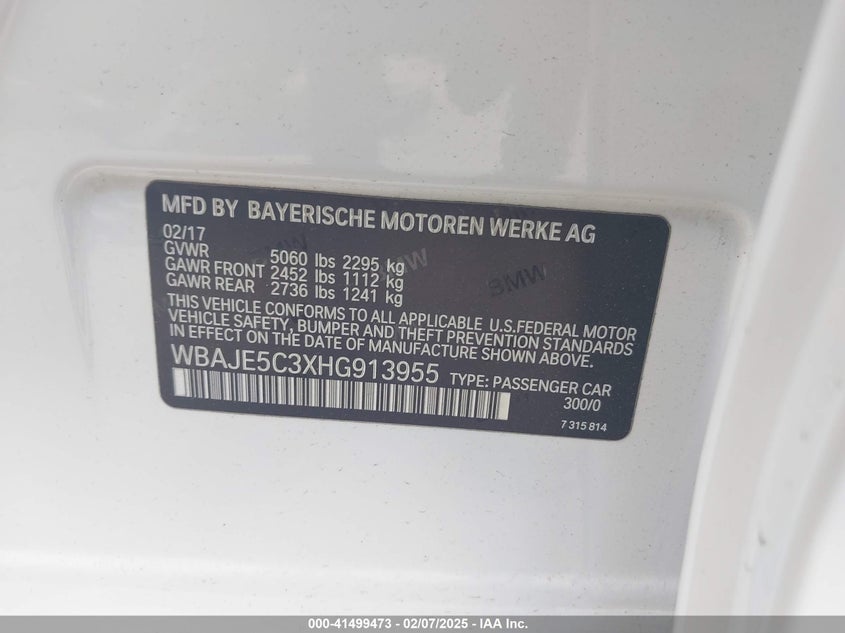 MFD BY BAYERISCHE MOTOREN WERKE AG
02/17
GVWR 5060 lbs 2295 kg
GAWR FRONT 2452 lbs 1112 kg
GAWR REAR 2736 lbs 1241 kg
THIS VEHICLE CONFORMS TO ALL APPLICABLE U.S.FEDERAL MOTOR
VEHICLE SAFETY, BUMPER AND THEFT PREVENTION STANDARDS
IN EFFECT ON THE DATE OF MANUFACTURE SHOWN ABOVE.
WBAJE5C3XHG913955 TYPE: PASSENGER CAR
300/0
7 315 814
BMW
BMW
BMW
000-41499473 - 02/07/2025 - IAA Inc.